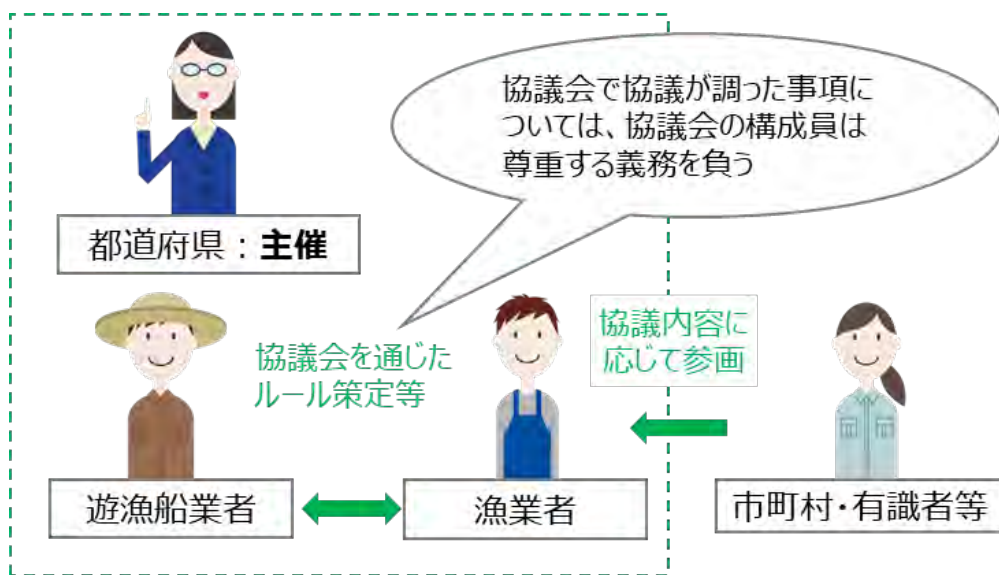 協議会で協議が調った事項に
ついては、協議会の構成員は
尊重する義務を負う
都道府県：主催
協議会を通じた
ルール策定等
協議内容に
応じて参画
遊漁船業者
漁業者
市町村・有識者等